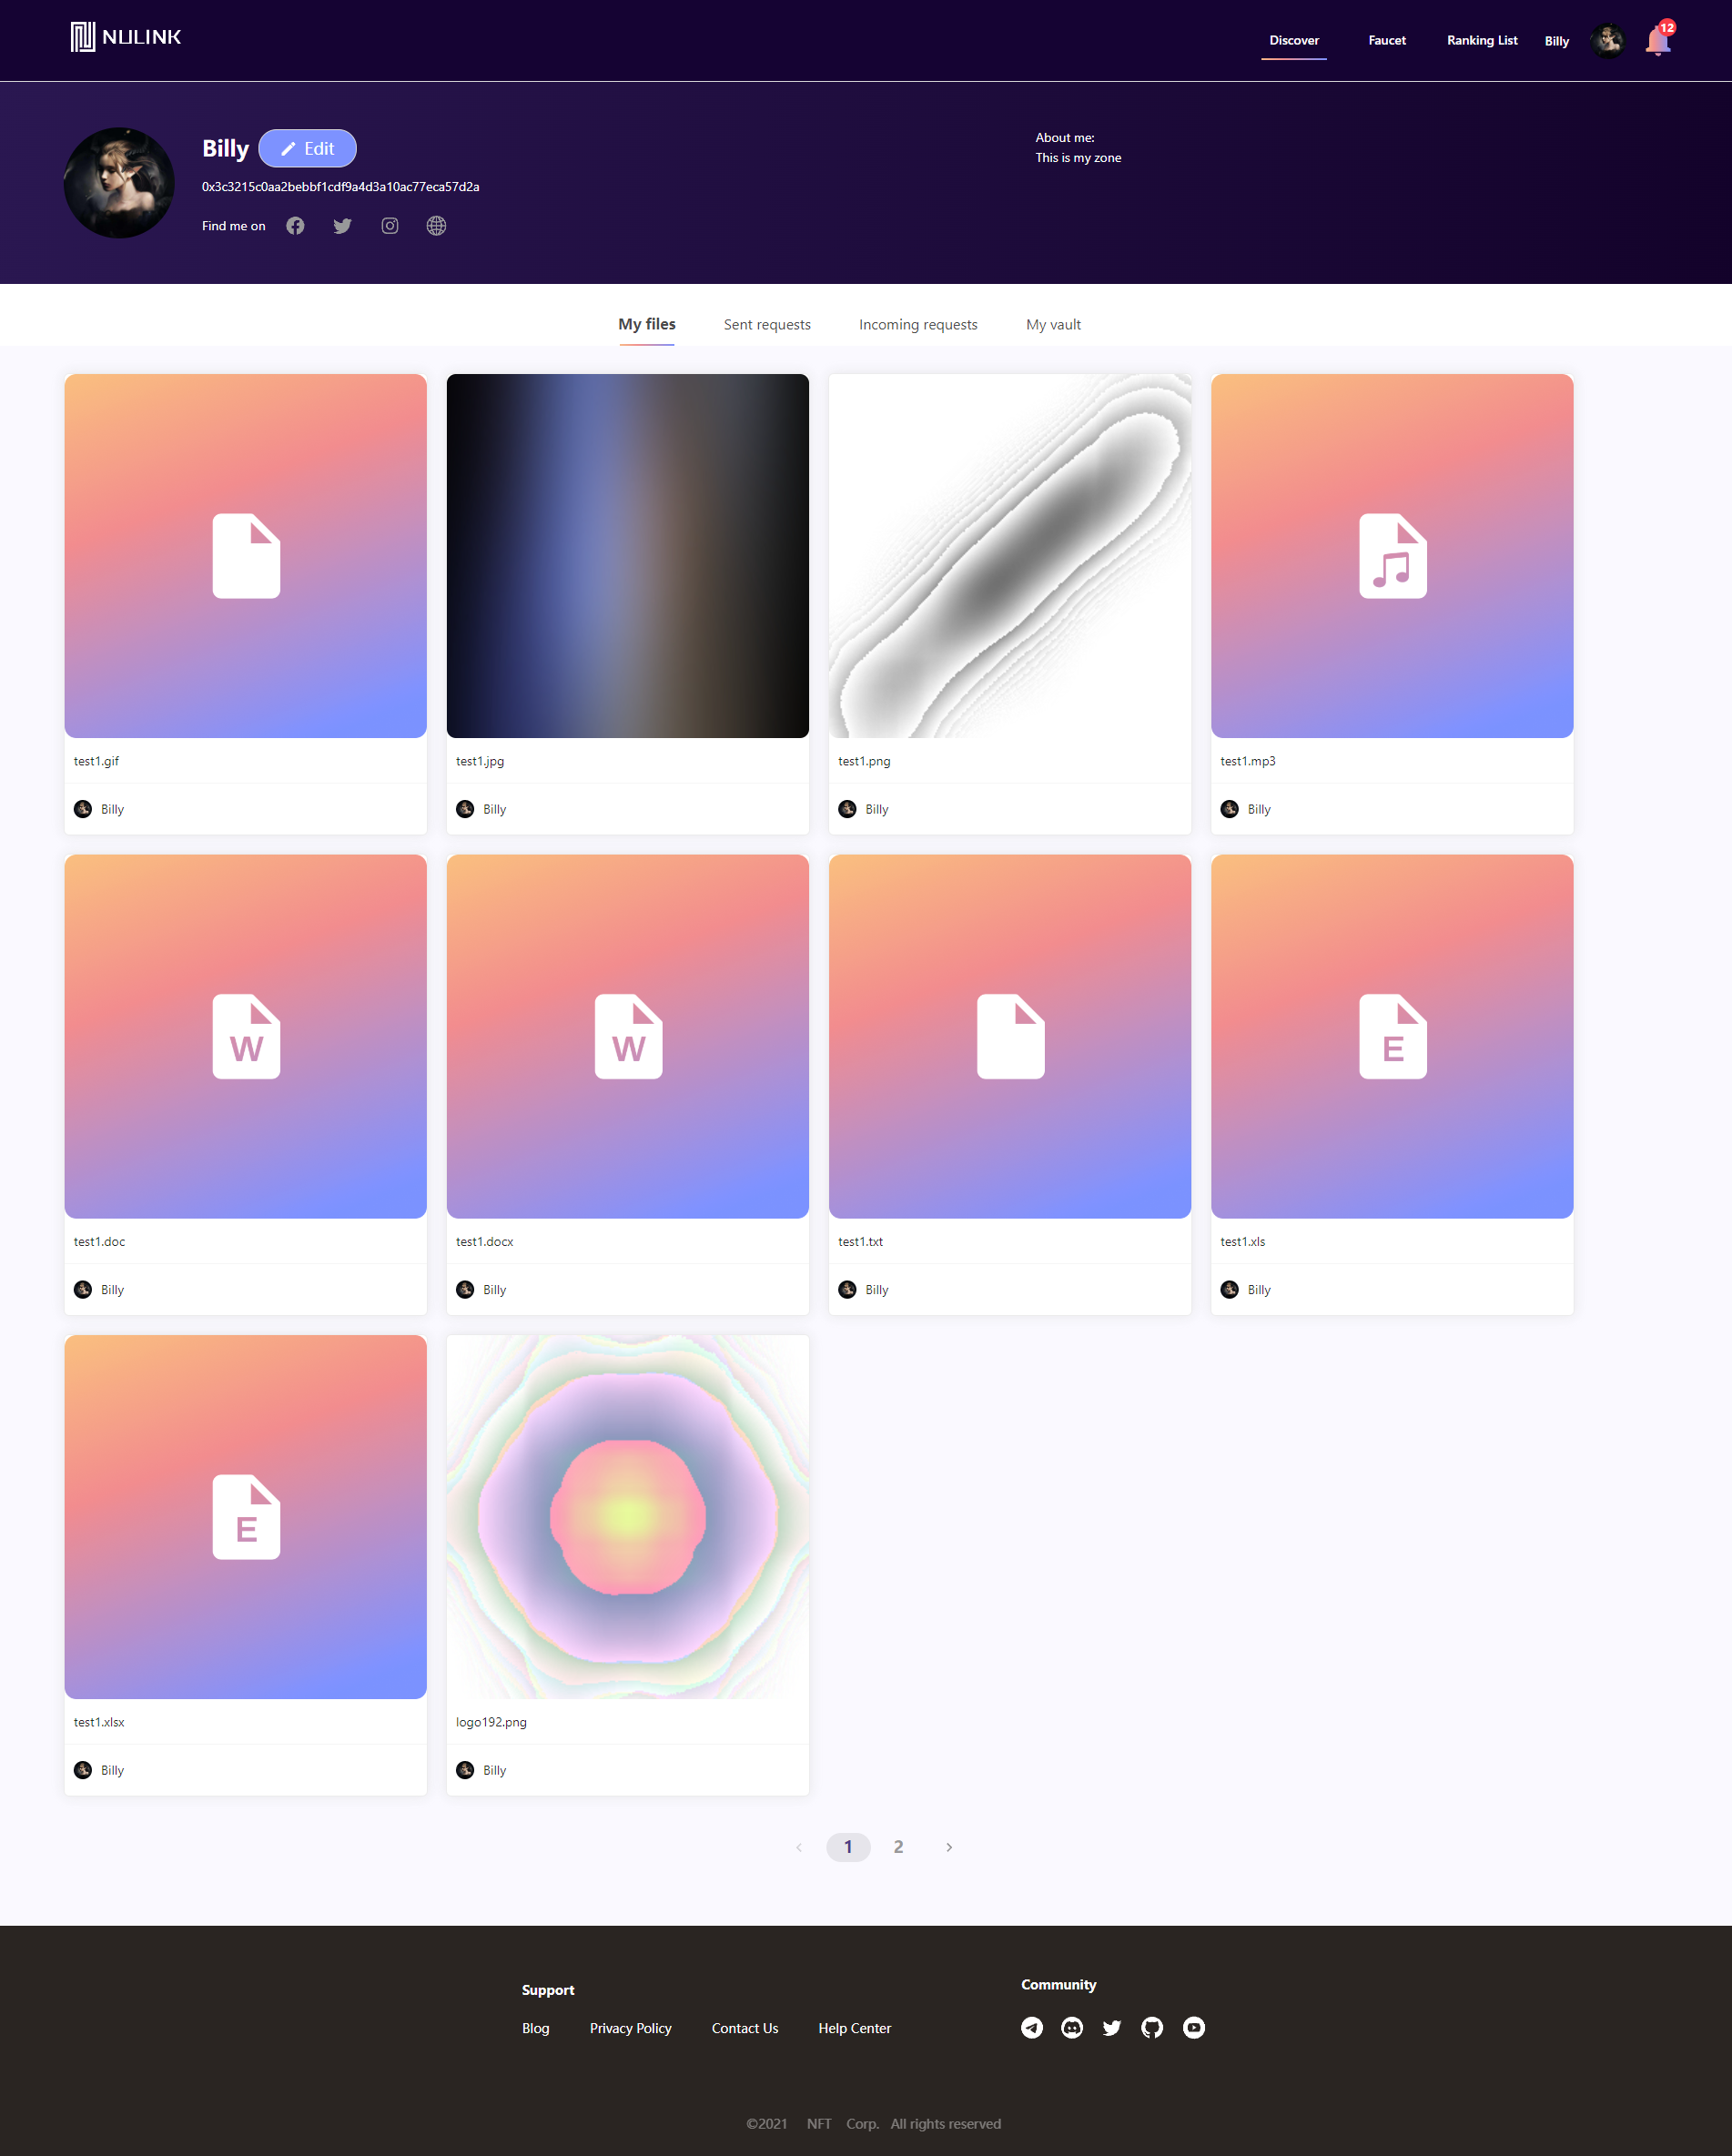 NULINK
Discover Faucet Ranking List Billy 12
Billy Edit
0x3c3215c0aa2bebbf1cdf9a4d3a10ac77eca57d2a
Find me on
About me:
This is my zone
My files Sent requests Incoming requests My vault
test1.gif test1.jpg test1.png test1.mp3
Billy Billy Billy Billy
W W E
test1.doc test1.docx test1.txt test1.xls
Billy Billy Billy Billy
E
test1.xlsx logo192.png
Billy Billy
1 2
Support
Blog Privacy Policy Contact Us Help Center
Community
©2021 NFT Corp. All rights reserved